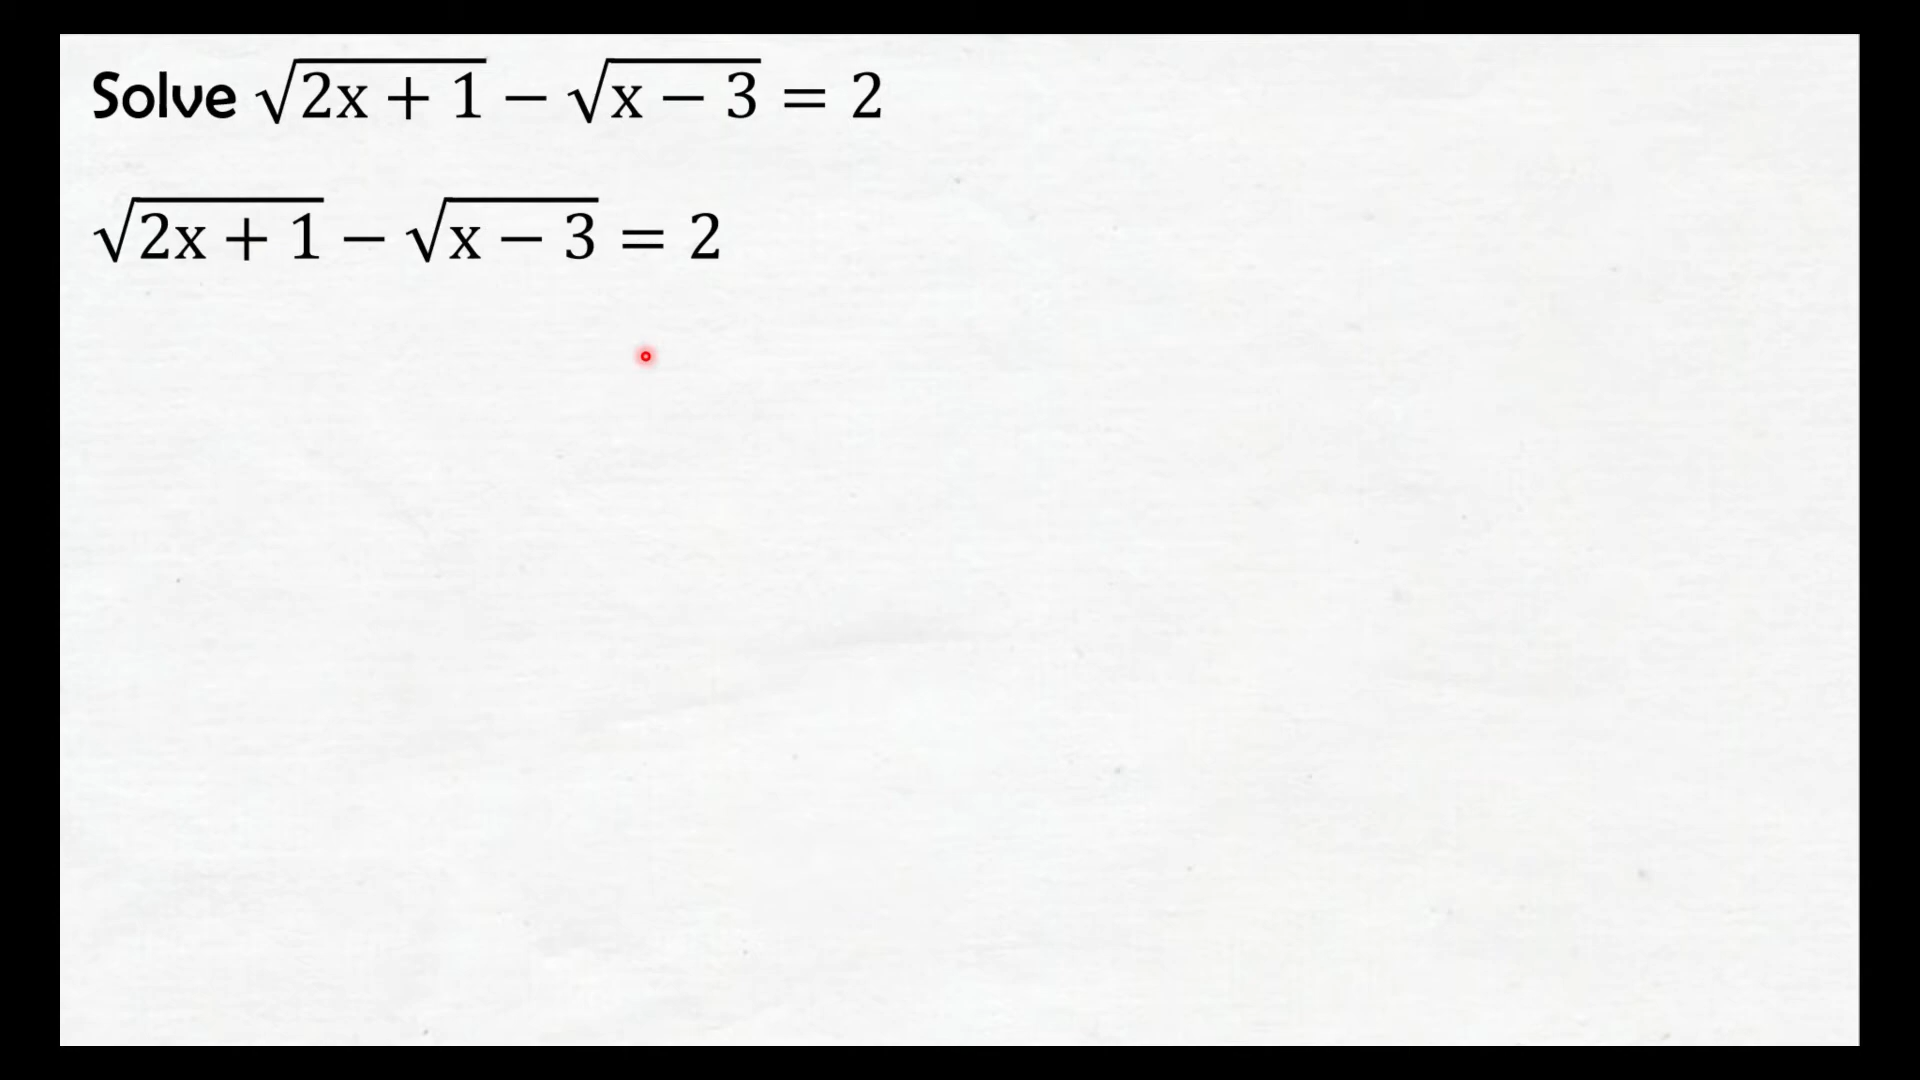 Solve √(2x + 1) − √(x − 3) = 2
√(2x + 1) − √(x − 3) = 2